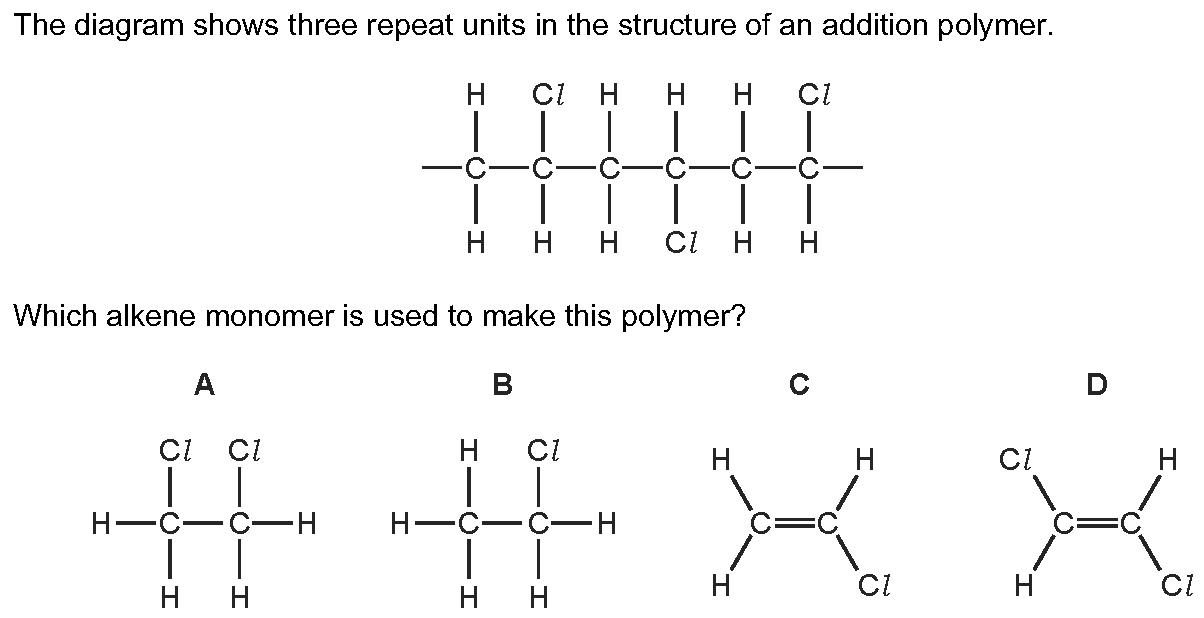 The diagram shows three repeat units in the structure of an addition polymer.
H Cl H H H Cl
C C C C C C
H H H Cl H H
Which alkene monomer is used to make this polymer?
A B C D
Cl Cl H Cl H H Cl H
H C C H H C C H C C C C
H H H H H Cl H Cl